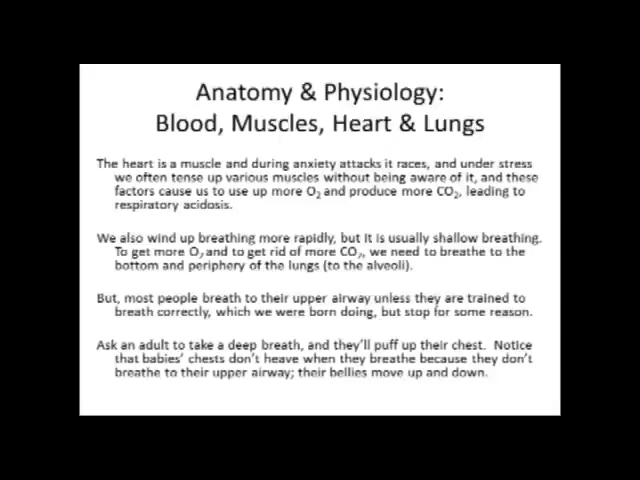 Anatomy & Physiology:
Blood, Muscles, Heart & Lungs
The heart is a muscle and during anxiety attacks it races, and under stress
we often tense up various muscles without being aware of it, and these
factors cause us to use up more O2 and produce more CO2, leading to
respiratory acidosis.
We also wind up breathing more rapidly, but it is usually shallow breathing.
To get more O2 and to get rid of more CO2, we need to breathe to the
bottom and periphery of the lungs (to the alveoli).
But, most people breath to their upper airway unless they are trained to
breath correctly, which we were born doing, but stop for some reason.
Ask an adult to take a deep breath, and they'll puff up their chest. Notice
that babies' chests don't heave when they breathe because they don't
breathe to their upper airway; their bellies move up and down.